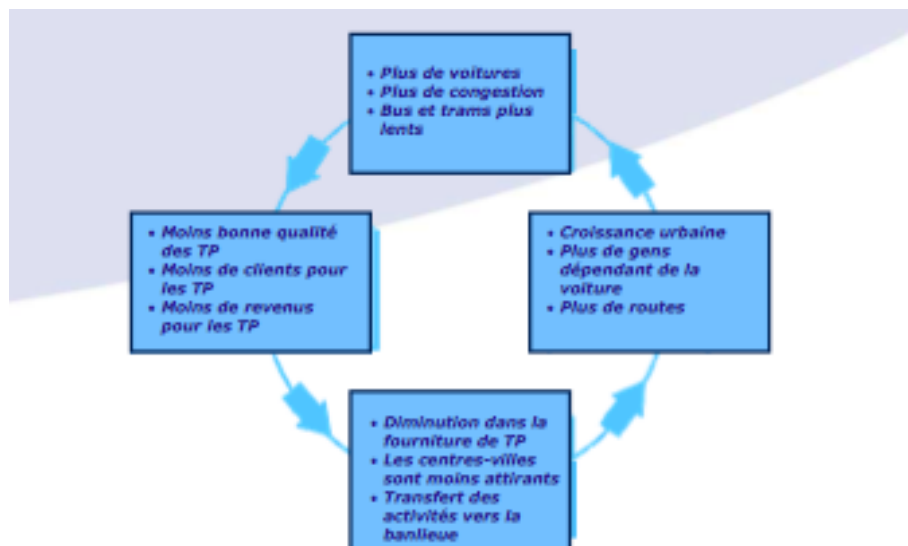 • Plus de voitures
• Plus de congestion
• Bus et trams plus
lents
• Moins bonne qualité
des TP
• Moins de clients pour
les TP
• Moins de revenus
pour les TP
• Croissance urbaine
• Plus de gens
dépendant de la
voiture
• Plus de routes
• Diminution dans la
fourniture de TP
• Les centres-villes
sont moins attirants
• Transfert des
activités vers la
banlieue